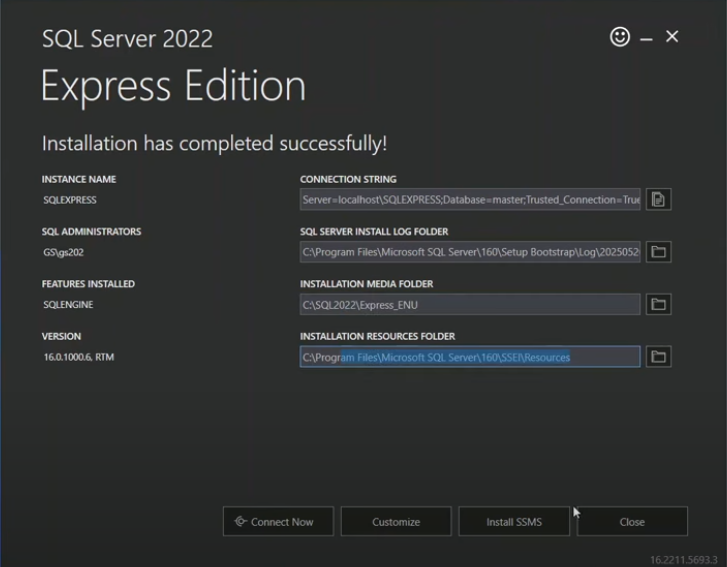 SQL Server 2022
Express Edition
Installation has completed successfully!
INSTANCE NAME
SQLEXPRESS
CONNECTION STRING
Server=localhost\SQLEXPRESS;Database=master;Trusted_Connection=True
SQL ADMINISTRATORS
GS\gs202
SQL SERVER INSTALL LOG FOLDER
C:\Program Files\Microsoft SQL Server\160\Setup Bootstrap\Log\2025052
FEATURES INSTALLED
SQLENGINE
INSTALLATION MEDIA FOLDER
C:\SQL2022\Express_ENU
VERSION
16.0.1000.6, RTM
INSTALLATION RESOURCES FOLDER
C:\Program Files\Microsoft SQL Server\160\SSEI\Resources
Connect Now
Customize
Install SSMS
Close
16.2211.5693.3